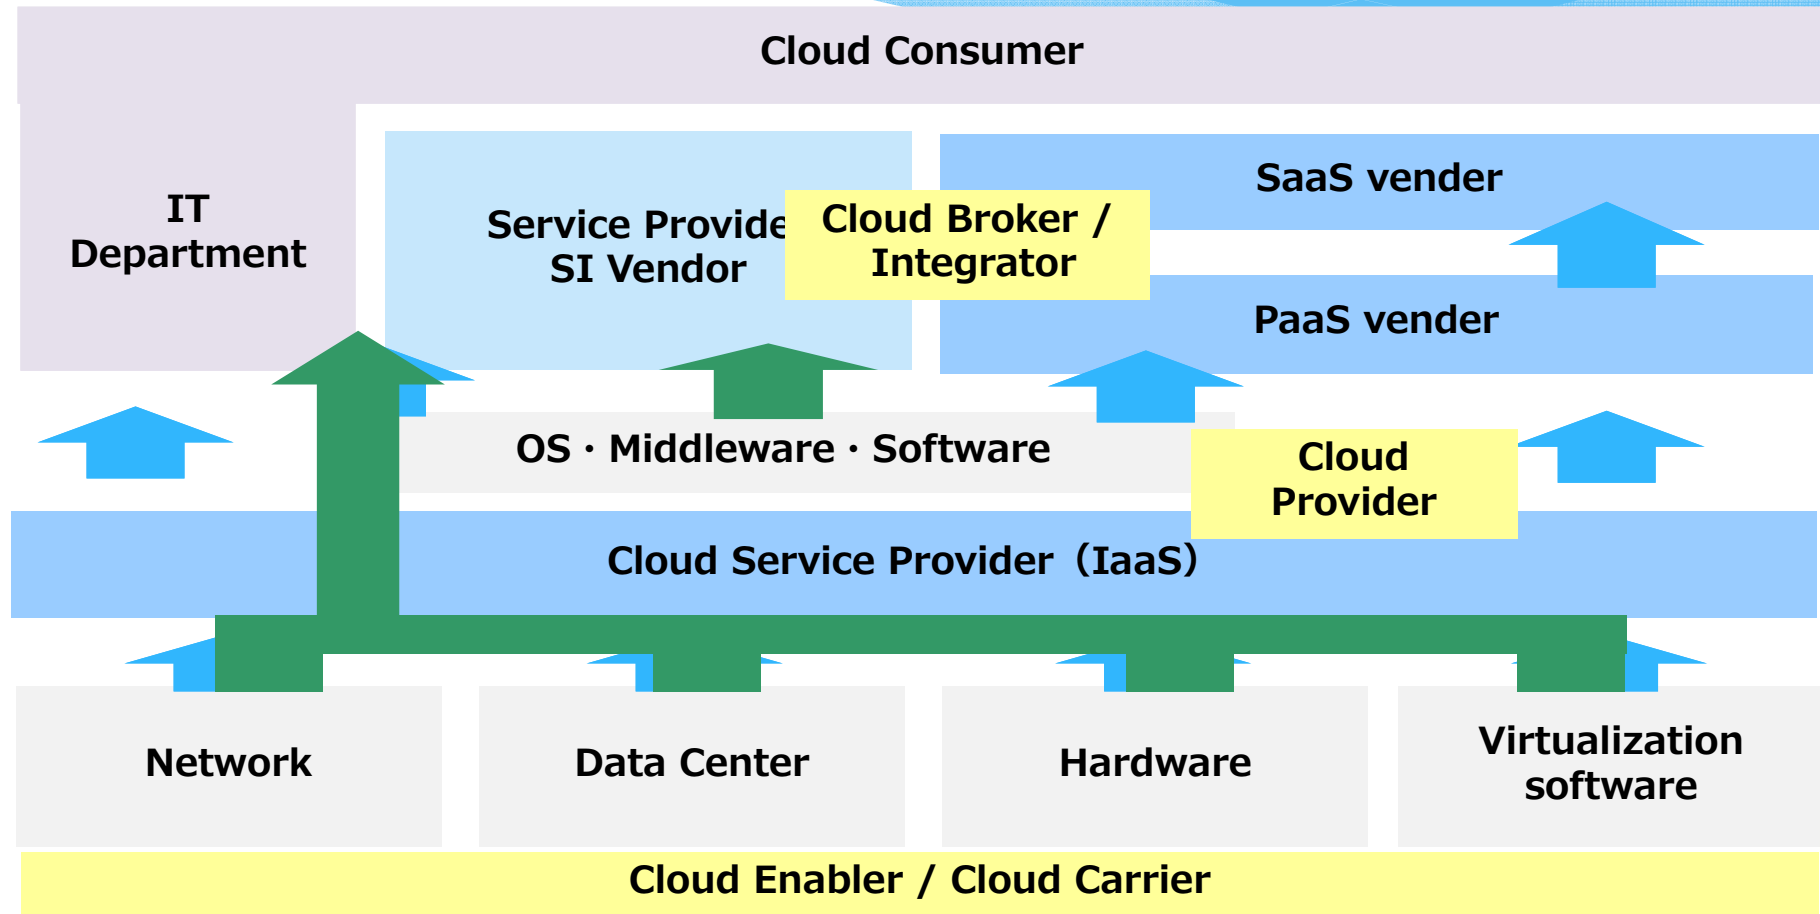 Cloud Consumer
IT
Department
Service Provide
SI Vendor
Cloud Broker /
Integrator
SaaS vender
PaaS vender
OS・Middleware・Software
Cloud
Provider
Cloud Service Provider（IaaS）
Network
Data Center
Hardware
Virtualization
software
Cloud Enabler / Cloud Carrier